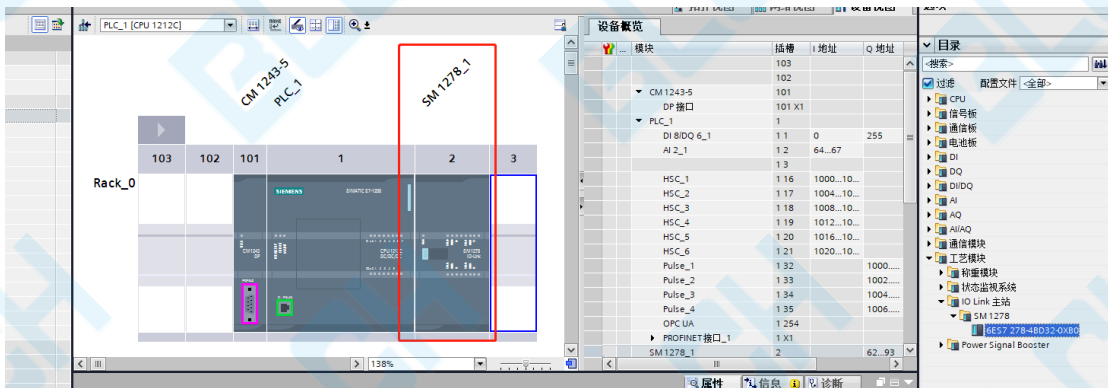 PLC_1 [CPU 1212C]
CM 1243-5
PLC_1
SM 1278_1
103 102 101 1 2 3
Rack_0
SIEMENS
SIMATIC S7-1200
138%
设备概览
... 模块 插槽 I 地址 Q 地址
103
102
CM 1243-5 101
DP 接口 101 X1
PLC_1 1
DI 8/DQ 6_1 1 1 0 255
AI 2_1 1 2 64...67
1 3
HSC_1 1 16 1000...10...
HSC_2 1 17 1004...10...
HSC_3 1 18 1008...10...
HSC_4 1 19 1012...10...
HSC_5 1 20 1016...10...
HSC_6 1 21 1020...10...
Pulse_1 1 32 1000....
Pulse_2 1 33 1002....
Pulse_3 1 34 1004....
Pulse_4 1 35 1006....
OPC UA 1 254
PROFINET接口_1 1 X1
SM 1278_1 2 62...93
属性 信息 诊断
目录
<搜索>
过滤 配置文件 <全部>
CPU
信号板
通信板
电池板
DI
DQ
DI/DQ
AI
AQ
AI/AQ
通信模块
工艺模块
称重模块
状态监视系统
IO Link 主站
SM 1278
6ES7 278-4BD32-0XB0
Power Signal Booster